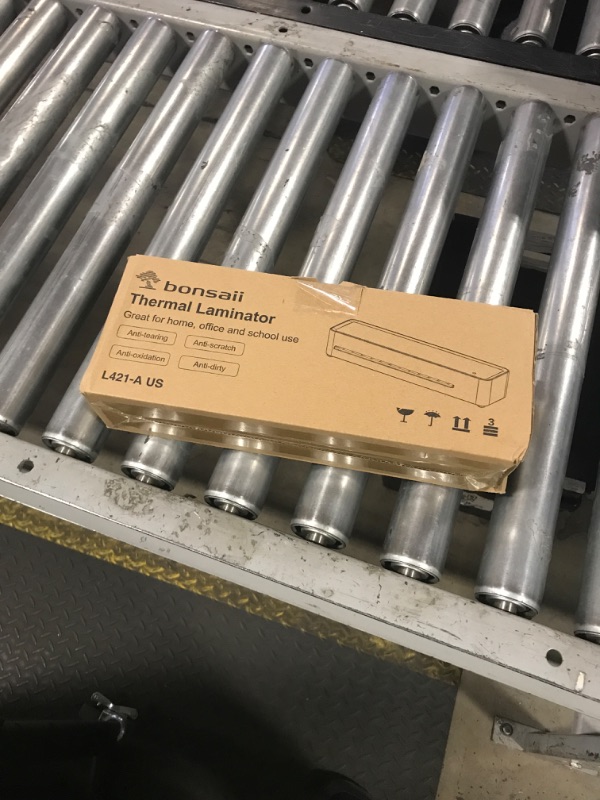 bonsaii
Thermal Laminator
Great for home, office and school use
Anti-tearing Anti-scratch
Anti-oxidation Anti-dirty
L421-A US
3